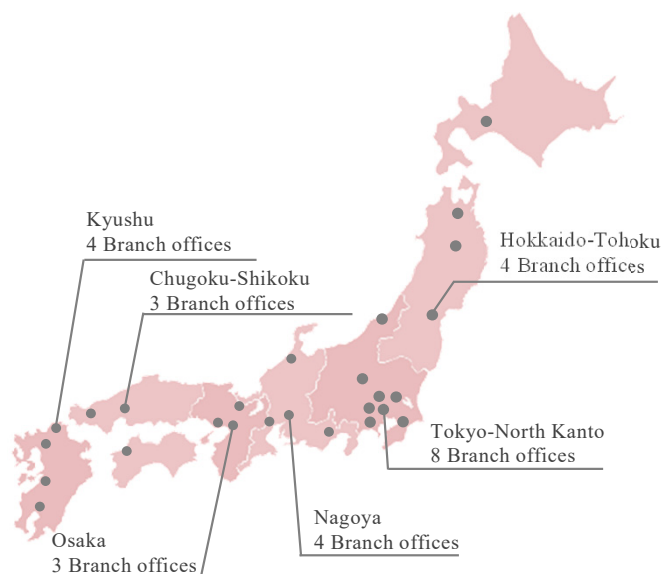 Kyushu
4 Branch offices
Chugoku-Shikoku
3 Branch offices
Hokkaido-Tohoku
4 Branch offices
Tokyo-North Kanto
8 Branch offices
Nagoya
4 Branch offices
Osaka
3 Branch offices